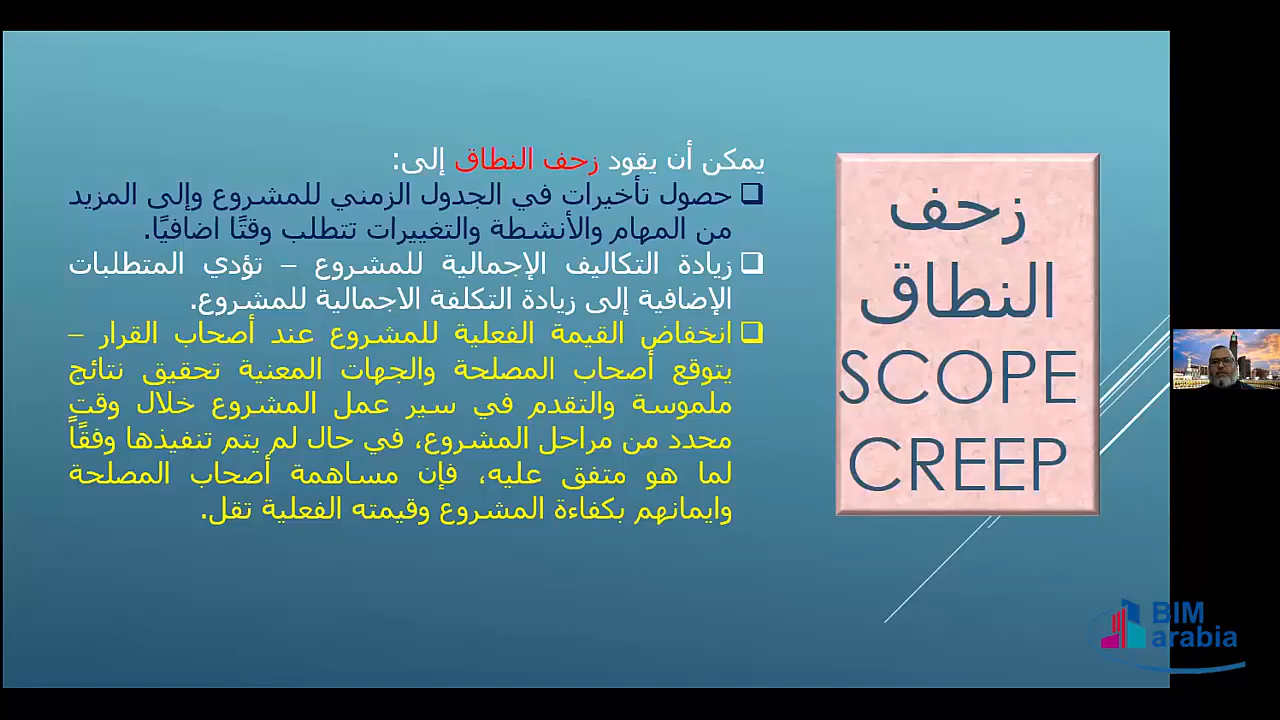 يمكن أن يقود زحف النطاق إلى:
❑ حصول تأخيرات في الجدول الزمني للمشروع وإلى المزيد
من المهام والأنشطة والتغييرات تتطلب وقتًا اضافيًا.
❑ زيادة التكاليف الإجمالية للمشروع – تؤدي المتطلبات
الإضافية إلى زيادة التكلفة الاجمالية للمشروع.
❑ انخفاض القيمة الفعلية للمشروع عند أصحاب القرار –
يتوقع أصحاب المصلحة والجهات المعنية تحقيق نتائج
ملموسة والتقدم في سير عمل المشروع خلال وقت
محدد من مراحل المشروع، في حال لم يتم تنفيذها وفقًاً
لما هو متفق عليه، فإن مساهمة أصحاب المصلحة
وايمانهم بكفاءة المشروع وقيمته الفعلية تقل.
زحف
النطاق
SCOPE
CREEP
BIM
arabia